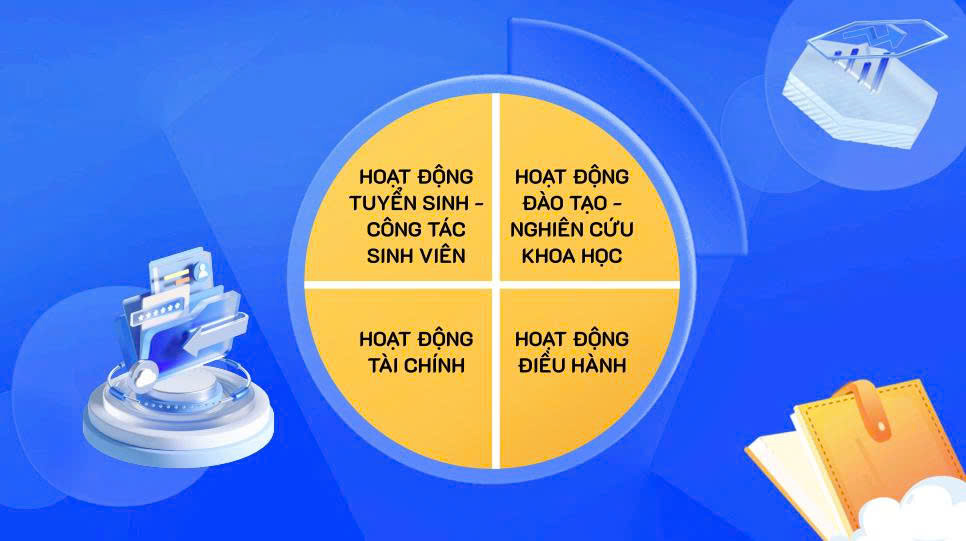 HOẠT ĐỘNG
TUYỂN SINH -
CÔNG TÁC
SINH VIÊN
HOẠT ĐỘNG
ĐÀO TẠO -
NGHIÊN CỨU
KHOA HỌC
HOẠT ĐỘNG
TÀI CHÍNH
HOẠT ĐỘNG
ĐIỀU HÀNH